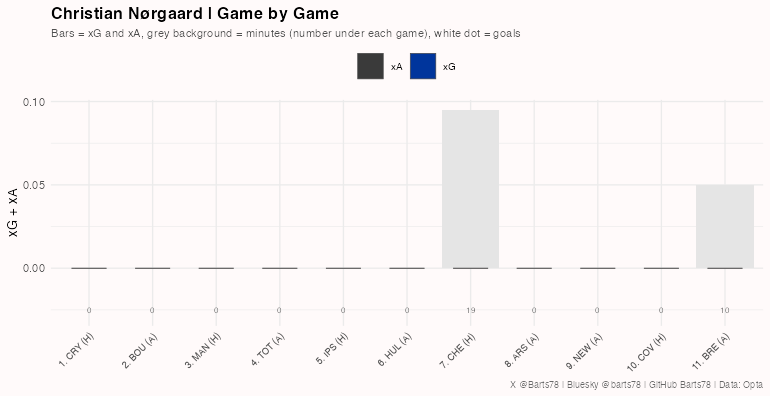 Christian Nørgaard | Game by Game
Bars = xG and xA, grey background = minutes (number under each game), white dot = goals
xA xG
xG + xA
0.10
0.05
0.00
0 0 0 0 0 0 19 0 0 0 10
1. CRY (H)
2. BOU (A)
3. MAN (H)
4. TOT (A)
5. IPS (H)
6. HUL (A)
7. CHE (H)
8. ARS (A)
9. NEW (A)
10. COV (H)
11. BRE (A)
X @Barts78 | Bluesky @barts78 | GitHub Barts78 | Data: Opta